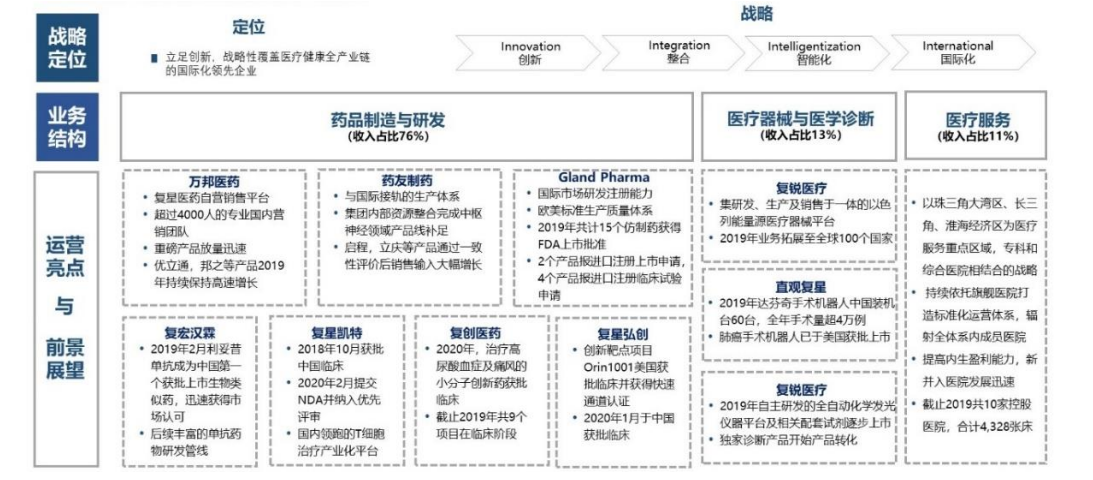 战略
定位
定位
■ 立足创新，战略性覆盖医疗健康全产业链
的国际化领先企业
战略
Innovation
创新
Integration
整合
Intelligentization
智能化
International
国际化
业务
结构
药品制造与研发
(收入占比76%)
医疗器械与医学诊断
(收入占比13%)
医疗服务
(收入占比11%)
运营
亮点
与
前景
展望
万邦医药
• 复星医药自营销售平台
• 超过4000人的专业国内营
销团队
• 重磅产品放量迅速
• 优立通，邦之等产品2019
年持续保持高速增长
药友制药
• 与国际接轨的生产体系
• 集团内部资源整合完成中枢
神经领域产品线补足
• 启程，立庆等产品通过一致
性评价后销售输入大幅增长
Gland Pharma
• 国际市场研发注册能力
• 欧美标准生产质量体系
• 2019年共计15个仿制药获得
FDA上市批准
• 2个产品报进口注册上市申请，
4个产品报进口注册临床试验
申请
复宏汉霖
• 2019年2月利妥昔
单抗成为中国第一
个获批上市生物类
似药，迅速获得市
场认可
• 后续丰富的单抗药
物研发管线
复星凯特
• 2018年10月获批
中国临床
• 2020年2月提交
NDA并纳入优先
评审
• 国内领跑的T细胞
治疗产业化平台
复创医药
• 2020年，治疗高
尿酸血症及痛风的
小分子创新药获批
临床
• 截止2019年共9个
项目在临床阶段
复星弘创
• 创新靶点项目
Orin1001美国获
批临床并获得快速
通道认证
• 2020年1月于中国
获批临床
复锐医疗
• 集研发、生产及销售于一体的以色
列能量源医疗器械平台
• 2019年业务拓展至全球100个国家
直观复星
• 2019年达芬奇手术机器人中国装机
台60台，全年手术量超4万例
• 肺癌手术机器人已于美国获批上市
复锐医疗
• 2019年自主研发的全自动化学发光
仪器平台及相关配套试剂逐步上市
• 独家诊断产品开始产品转化
• 以珠三角大湾区、长三
角、淮海经济区为医疗
服务重点区域，专科和
综合医院相结合的战略
• 持续依托旗舰医院打
造标准化运营体系，辐
射全体系内成员医院
• 提高内生盈利能力，新
并入医院发展迅速
• 截止2019共10家控股
医院，合计4,328张床